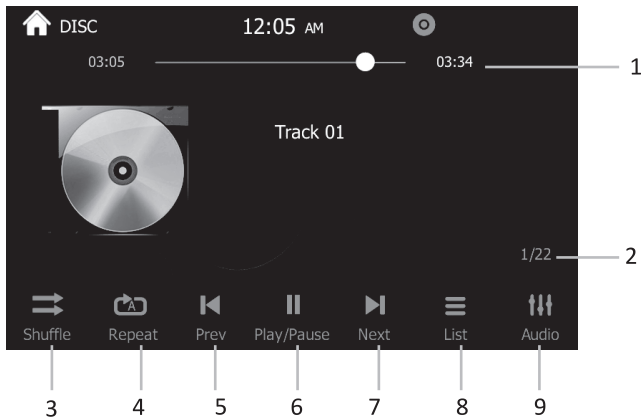 DISC 12:05 AM
03:05 03:34 1
Track 01
1/22 2
A
Shuffle Repeat Prev Play/Pause Next List Audio
3 4 5 6 7 8 9